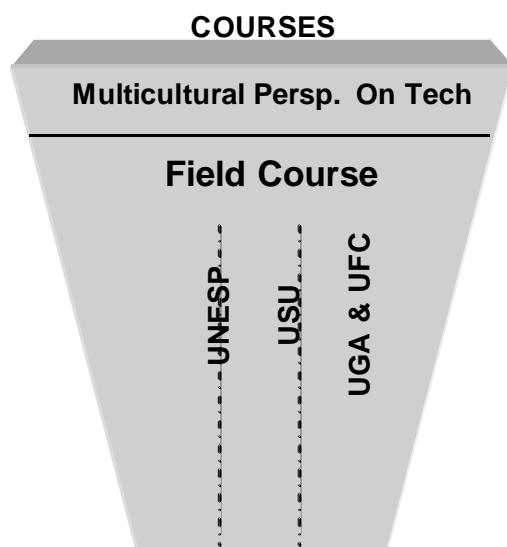 COURSES
Multicultural Persp. On Tech
Field Course
UNESP
USU
UGA & UFC